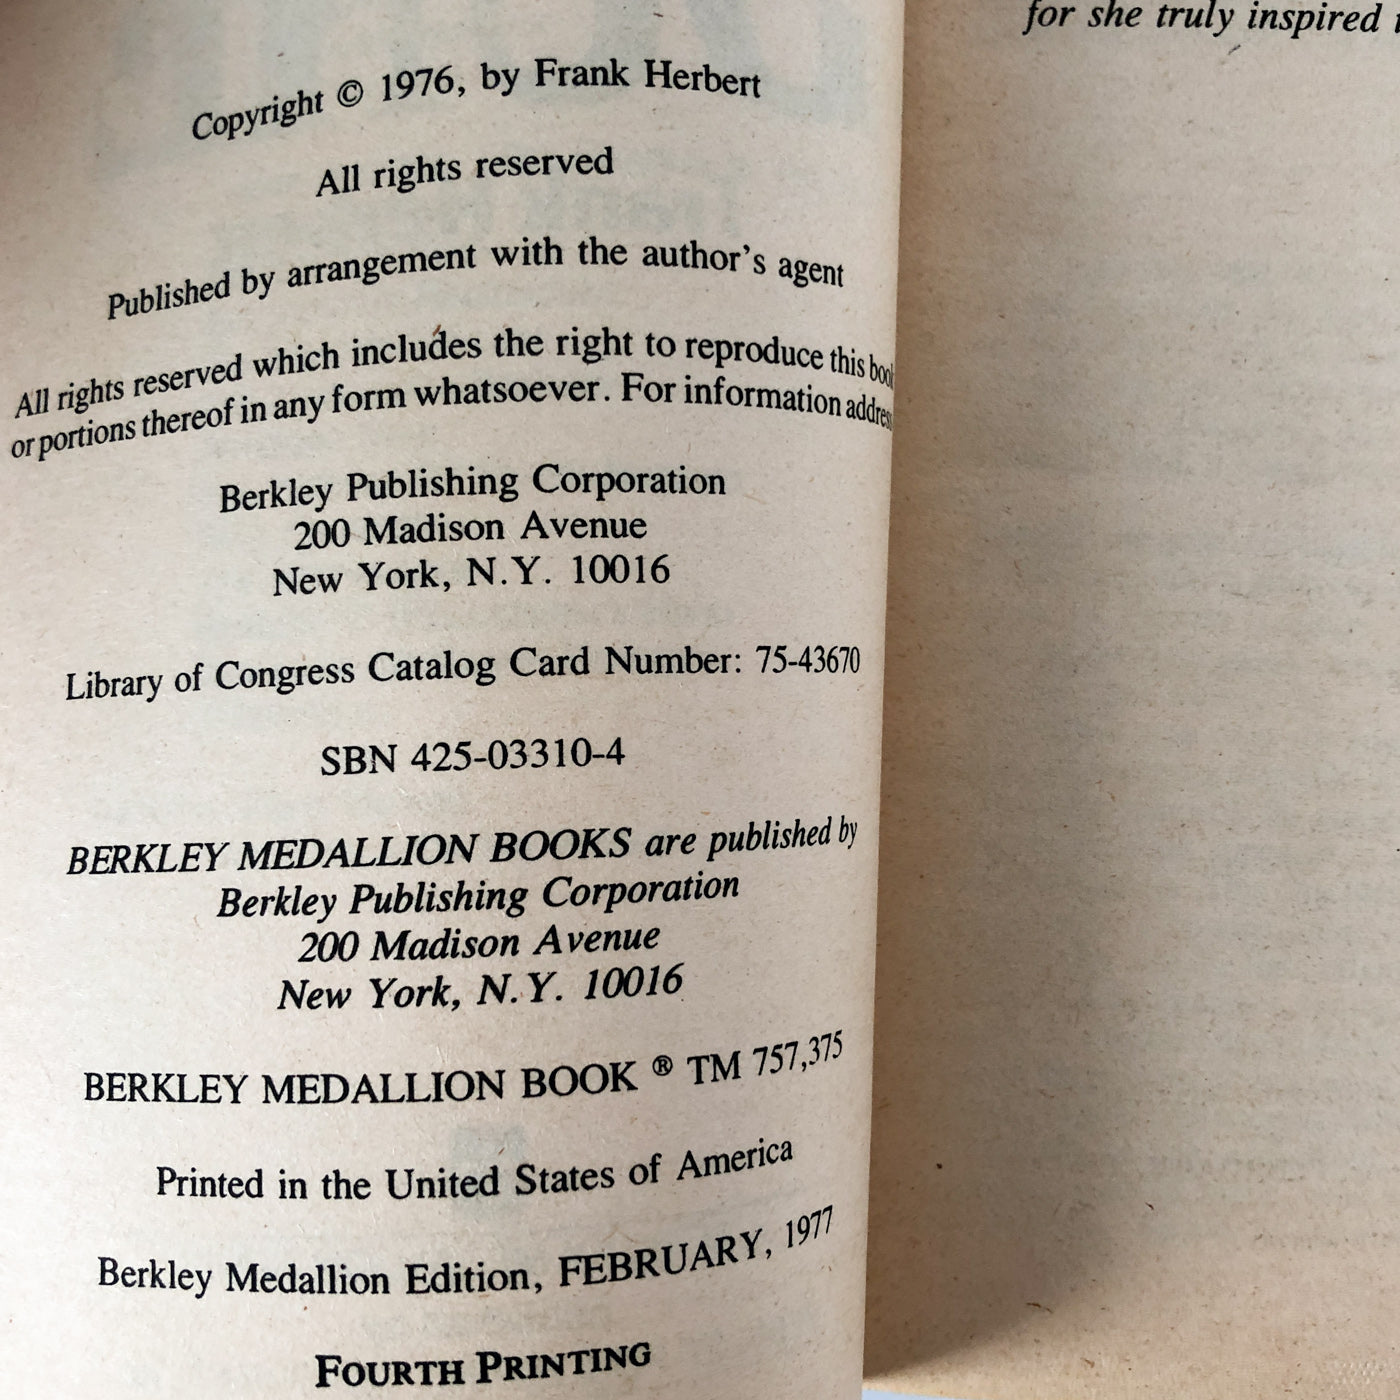 Copyright © 1976, by Frank Herbert
All rights reserved
Published by arrangement with the author's agent
All rights reserved which includes the right to reproduce this
or portions thereof in any form whatsoever. For information
Berkley Publishing Corporation
200 Madison Avenue
New York, N.Y. 10016
Library of Congress Catalog Card Number: 75-43670
SBN 425-03310-4
BERKLEY MEDALLION BOOKS are published by
Berkley Publishing Corporation
200 Madison Avenue
New York, N.Y. 10016
BERKLEY MEDALLION BOOK ® TM 757,375
Printed in the United States of America
Berkley Medallion Edition, FEBRUARY, 1977
FOURTH PRINTING
for she truly inspired